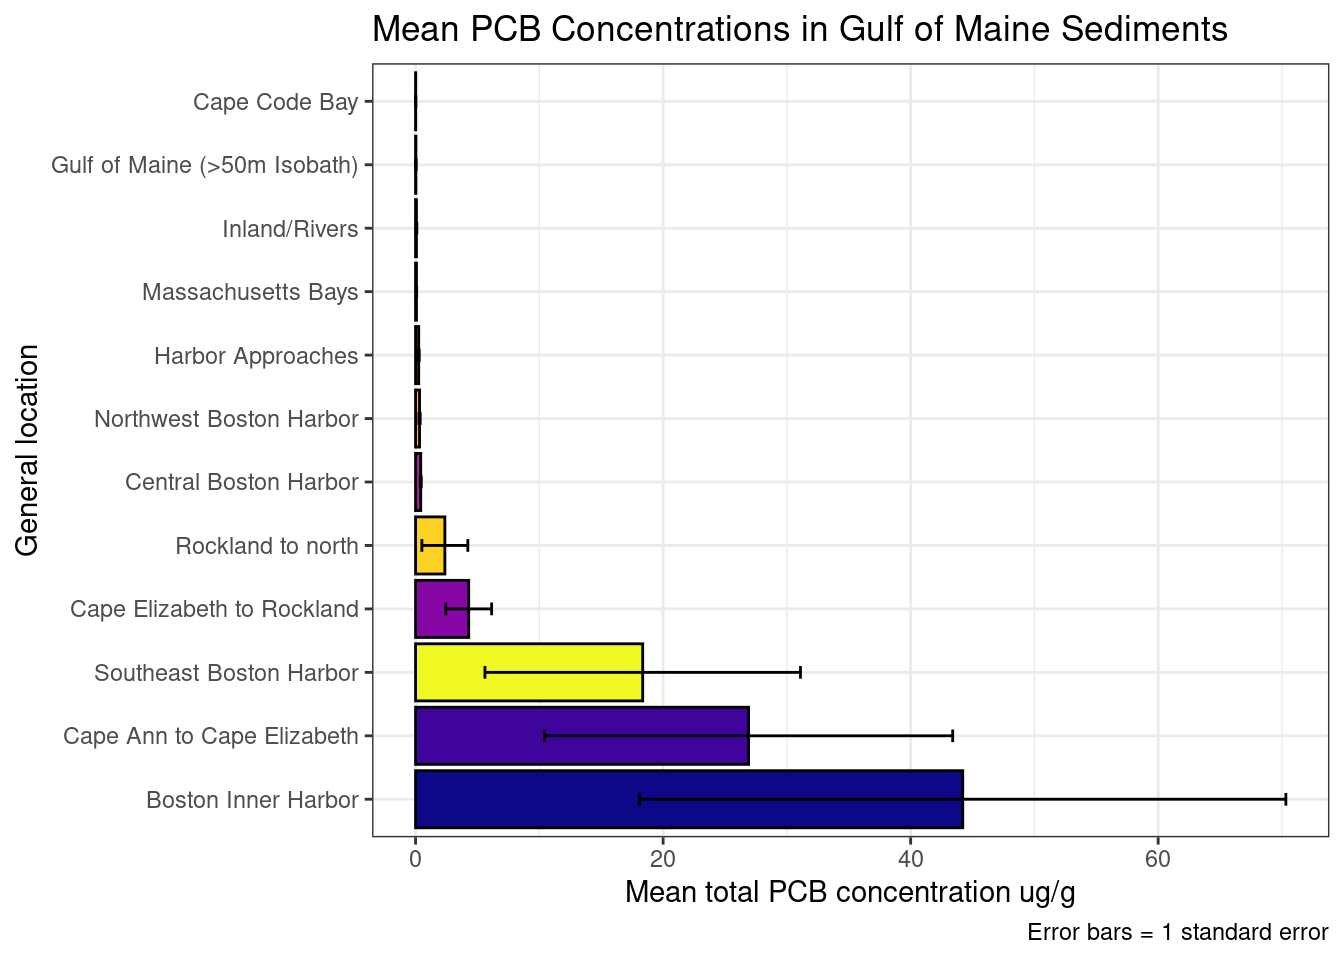 Mean PCB Concentrations in Gulf of Maine Sediments
General location
Cape Code Bay
Gulf of Maine (>50m Isobath)
Inland/Rivers
Massachusetts Bays
Harbor Approaches
Northwest Boston Harbor
Central Boston Harbor
Rockland to north
Cape Elizabeth to Rockland
Southeast Boston Harbor
Cape Ann to Cape Elizabeth
Boston Inner Harbor
0 20 40 60
Mean total PCB concentration ug/g
Error bars = 1 standard error